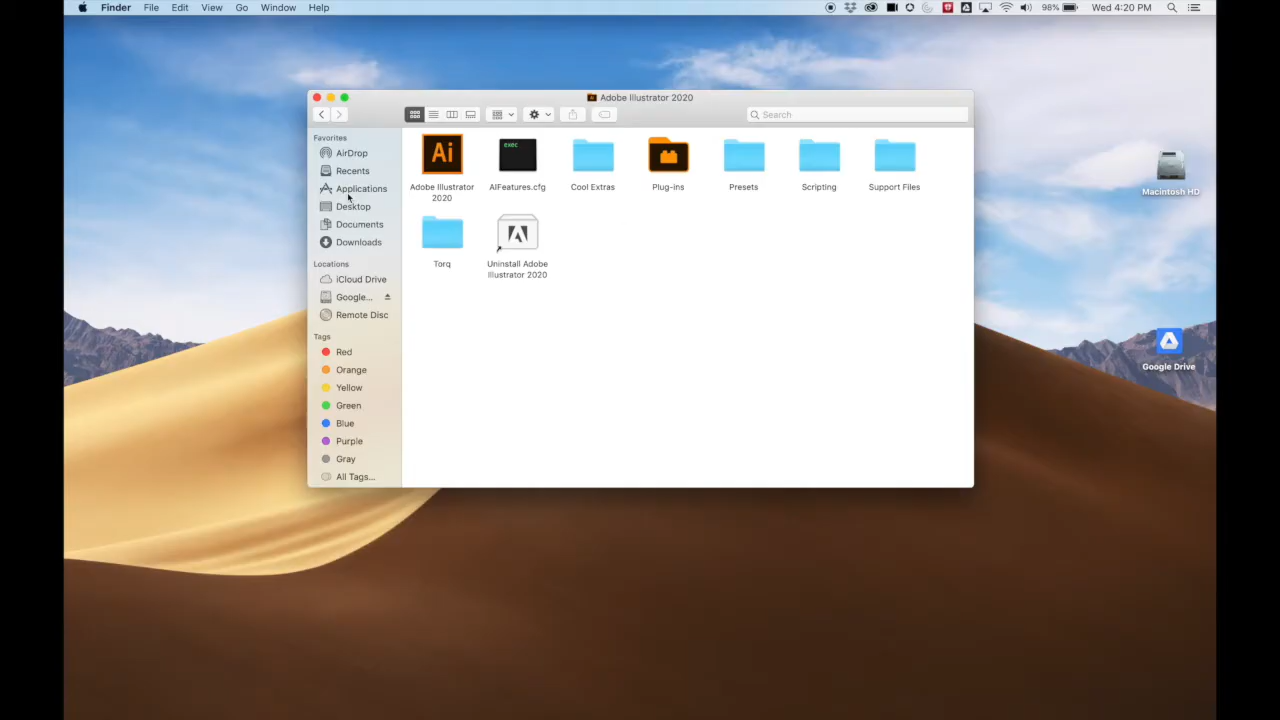 Finder File Edit View Go Window Help 98% Wed 4:20 PM
Adobe Illustrator 2020
Search
Favorites
AirDrop
Recents
Applications
Desktop
Documents
Downloads
Locations
iCloud Drive
Google...
Remote Disc
Tags
Red
Orange
Yellow
Green
Blue
Purple
Gray
All Tags...
Ai
exec
Adobe Illustrator
2020
AIFeatures.cfg
Cool Extras
Plug-ins
Presets
Scripting
Support Files
Torq
Uninstall Adobe
Illustrator 2020
Macintosh HD
Google Drive